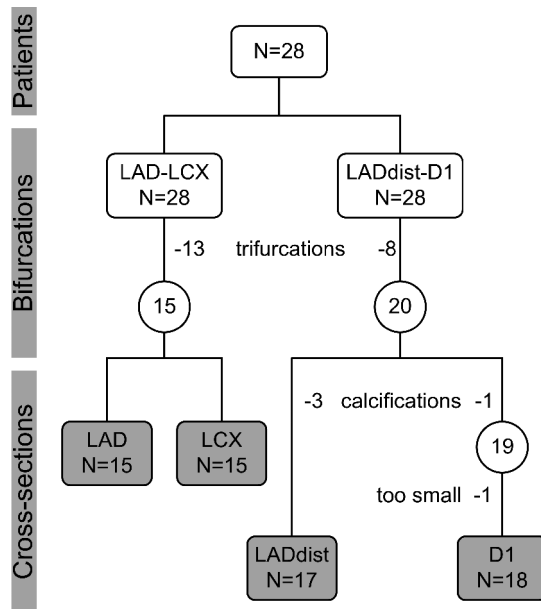 Patients
N=28
Bifurcations
LAD-LCX
N=28
LADdist-D1
N=28
-13 trifurcations -8
15
20
Cross-sections
-3 calcifications -1
LAD
N=15
LCX
N=15
19
too small -1
LADdist
N=17
D1
N=18